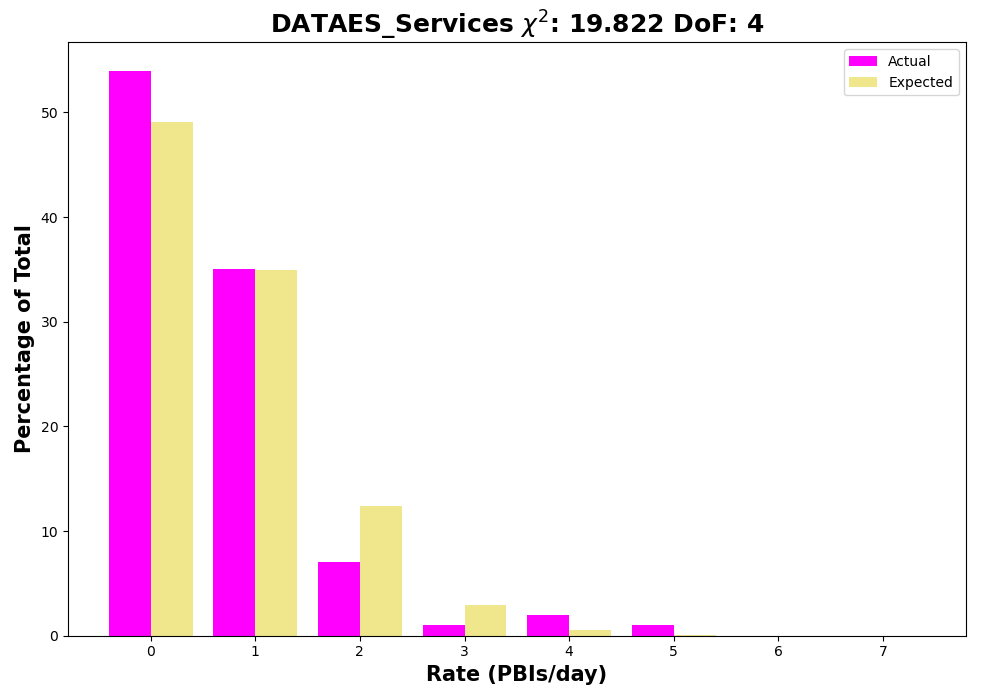 DATAES_Services χ²: 19.822 DoF: 4
Actual
Expected
Percentage of Total
50
40
30
20
10
0
0 1 2 3 4 5 6 7
Rate (PBIs/day)